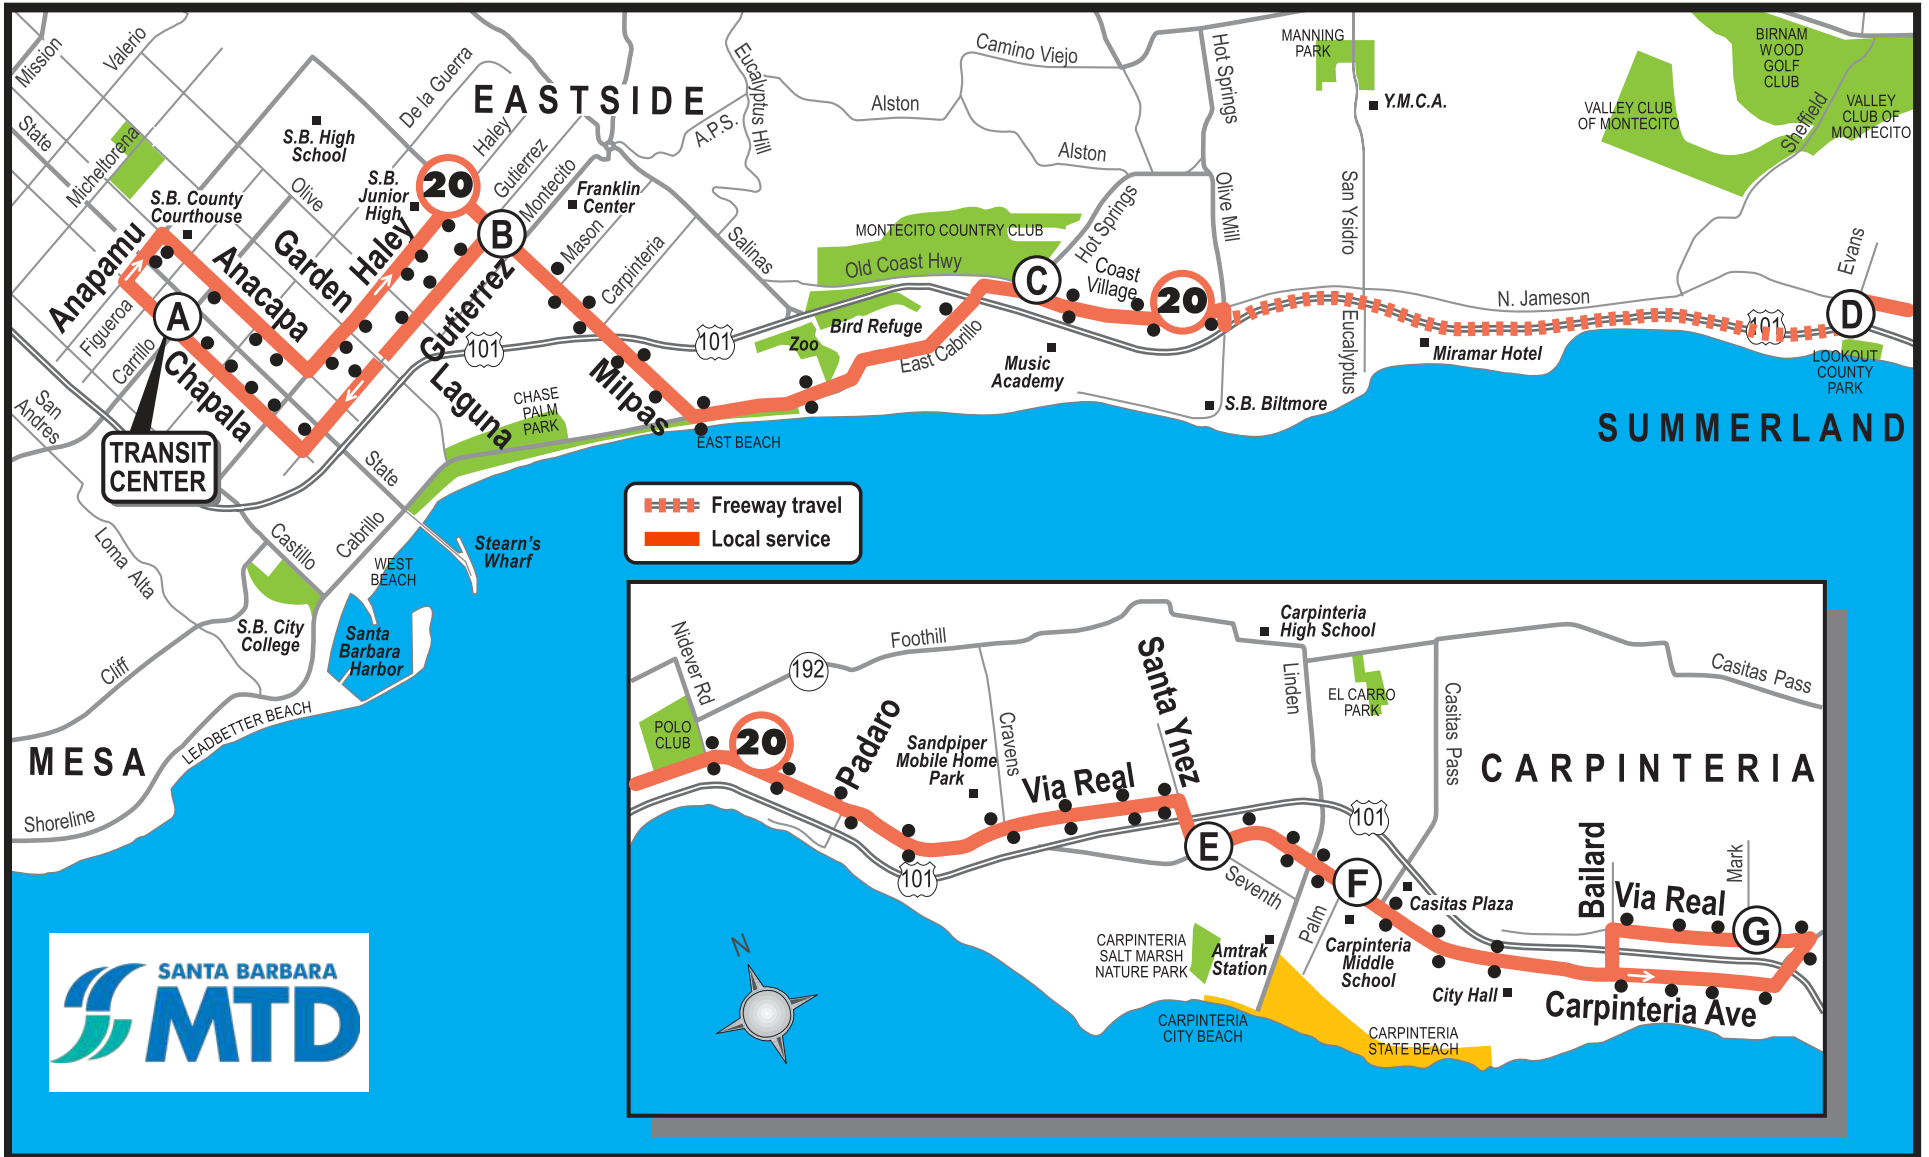 Mission
Valerio
State
Micheltorena
S.B. High
School
De la Guerra
EASTSIDE
Haley
Gutierrez
Montecito
Olive
S.B.
Junior
High
20
S.B. County
Courthouse
Franklin
Center
Mason
Carpinteria
Salinas
Eucalyptus Hill
A.P.S.
Camino Viejo
Alston
Alston
Hot Springs
Hot Springs
Olive Mill
MANNING
PARK
Y.M.C.A.
San Ysidro
Eucalyptus
BIRNAM
WOOD
GOLF
CLUB
VALLEY CLUB
OF MONTECITO
VALLEY
CLUB OF
MONTECITO
Sheffield
Evans
Anapamu
Anacapa
Garden
Haley
Gutierrez
Figueroa
Carrillo
Chapala
A
B
C
D
MONTECITO COUNTRY CLUB
Old Coast Hwy
Coast
Village
20
Bird Refuge
Zoo
East Cabrillo
Music
Academy
N. Jameson
101
101
101
Miramar Hotel
S.B. Biltmore
LOOKOUT
COUNTY
PARK
SUMMERLAND
Laguna
Milpas
CHASE
PALM
PARK
EAST BEACH
San
Andres
TRANSIT
CENTER
State
Cabrillo
Castillo
Loma Alta
WEST
BEACH
Stearn's
Wharf
S.B. City
College
Santa
Barbara
Harbor
Cliff
LEADBETTER BEACH
MESA
Shoreline
Freeway travel
Local service
SANTA BARBARA
MTD
Nidever Rd
192
Foothill
POLO
CLUB
20
Padaro
Sandpiper
Mobile Home
Park
Cravens
Via Real
Santa Ynez
Carpinteria
High School
Linden
EL CARRO
PARK
Casitas Pass
Casitas Pass
CARPINTERIA
101
101
E
F
G
Seventh
Palm
Casitas Plaza
Carpinteria
Middle
School
City Hall
Bailard
Via Real
Mark
Carpinteria Ave
CARPINTERIA
SALT MARSH
NATURE PARK
Amtrak
Station
CARPINTERIA
CITY BEACH
CARPINTERIA
STATE BEACH
N